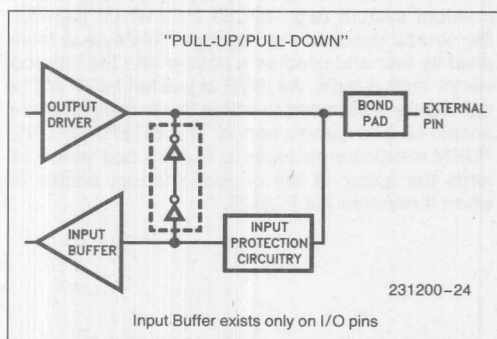 "PULL-UP/PULL-DOWN"
OUTPUT
DRIVER
BOND
PAD
EXTERNAL
PIN
INPUT
BUFFER
INPUT
PROTECTION
CIRCUITRY
231200–24
Input Buffer exists only on I/O pins